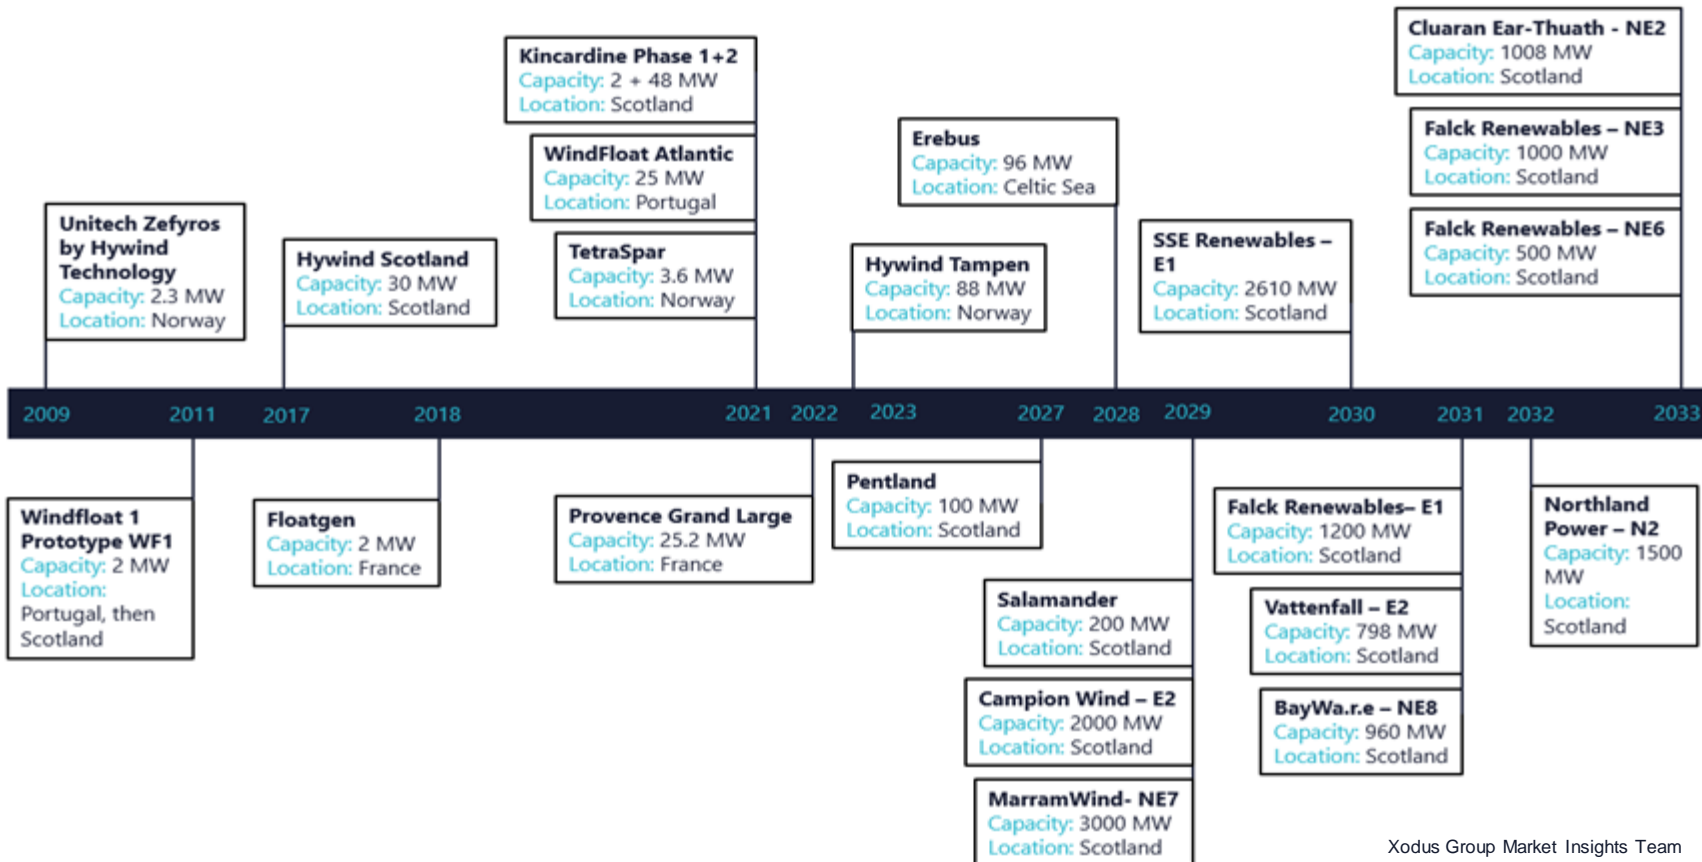 Cluaran Ear-Thuath - NE2
Capacity: 1008 MW
Location: Scotland
Kincardine Phase 1+2
Capacity: 2 + 48 MW
Location: Scotland
Falck Renewables – NE3
Capacity: 1000 MW
Location: Scotland
WindFloat Atlantic
Capacity: 25 MW
Location: Portugal
Erebus
Capacity: 96 MW
Location: Celtic Sea
Unitech Zefyros
by Hywind
Technology
Capacity: 2.3 MW
Location: Norway
Hywind Scotland
Capacity: 30 MW
Location: Scotland
TetraSpar
Capacity: 3.6 MW
Location: Norway
Hywind Tampen
Capacity: 88 MW
Location: Norway
SSE Renewables –
E1
Capacity: 2610 MW
Location: Scotland
Falck Renewables – NE6
Capacity: 500 MW
Location: Scotland
2009 2011 2017 2018 2021 2022 2023 2027 2028 2029 2030 2031 2032 2033
Windfloat 1
Prototype WF1
Capacity: 2 MW
Location:
Portugal, then
Scotland
Floatgen
Capacity: 2 MW
Location: France
Provence Grand Large
Capacity: 25.2 MW
Location: France
Pentland
Capacity: 100 MW
Location: Scotland
Salamander
Capacity: 200 MW
Location: Scotland
Campion Wind – E2
Capacity: 2000 MW
Location: Scotland
MarramWind- NE7
Capacity: 3000 MW
Location: Scotland
Falck Renewables– E1
Capacity: 1200 MW
Location: Scotland
Vattenfall – E2
Capacity: 798 MW
Location: Scotland
BayWa.r.e – NE8
Capacity: 960 MW
Location: Scotland
Northland
Power – N2
Capacity: 1500
MW
Location:
Scotland
Xodus Group Market Insights Team